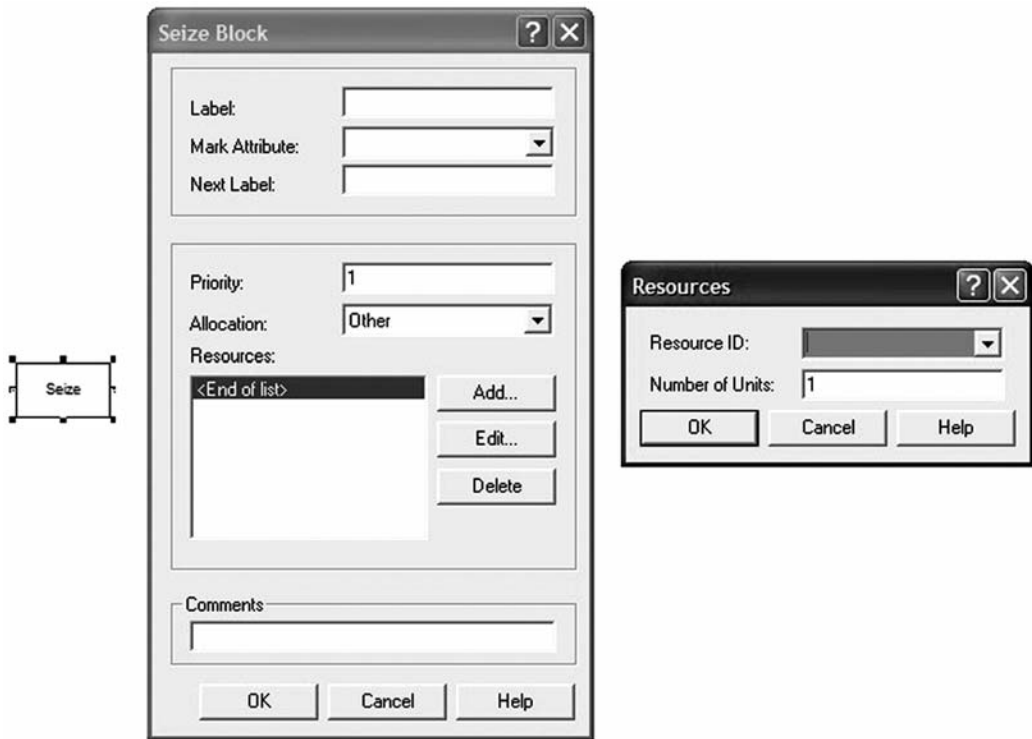 Seize
Seize Block
Label:
Mark Attribute:
Next Label:
Priority: 1
Allocation: Other
Resources:
<End of list>
Add...
Edit...
Delete
Comments
OK Cancel Help
Resources
Resource ID:
Number of Units: 1
OK Cancel Help